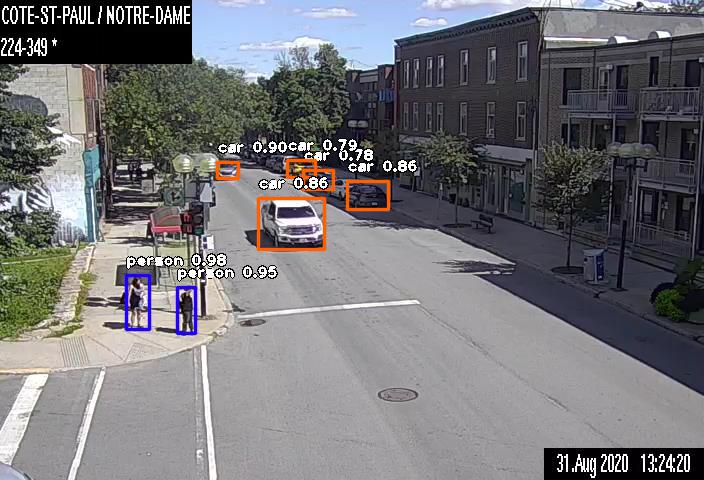 COTE-ST-PAUL / NOTRE-DAME
224-349 *
car 0.90
car 0.79
car 0.78
car 0.86
car 0.86
person 0.98
person 0.95
31.Aug 2020 13:24:20